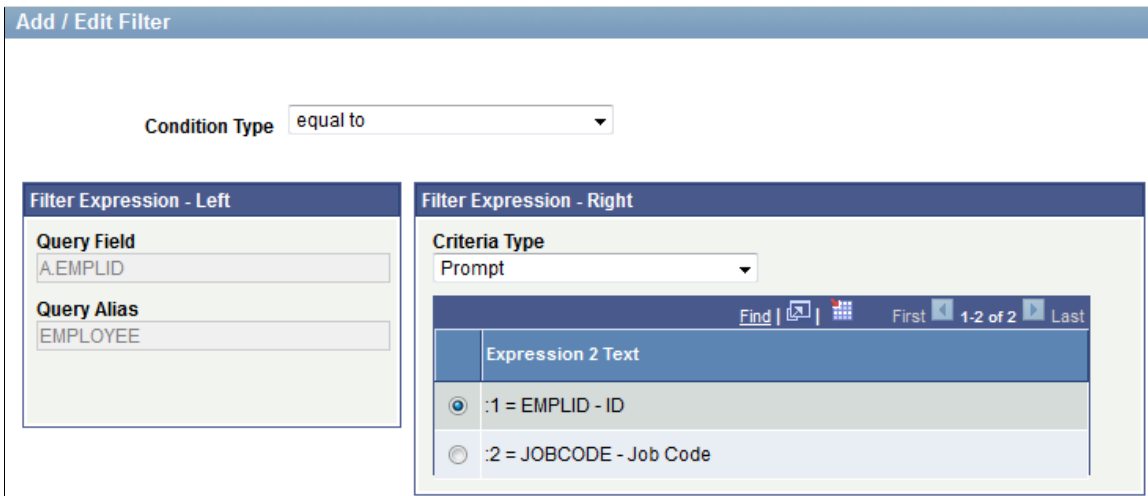 Add / Edit Filter
Condition Type equal to
Filter Expression - Left
Query Field
A.EMPLID
Query Alias
EMPLOYEE
Filter Expression - Right
Criteria Type
Prompt
Find | | First 1-2 of 2 Last
Expression 2 Text
:1 = EMPLID - ID
:2 = JOBCODE - Job Code